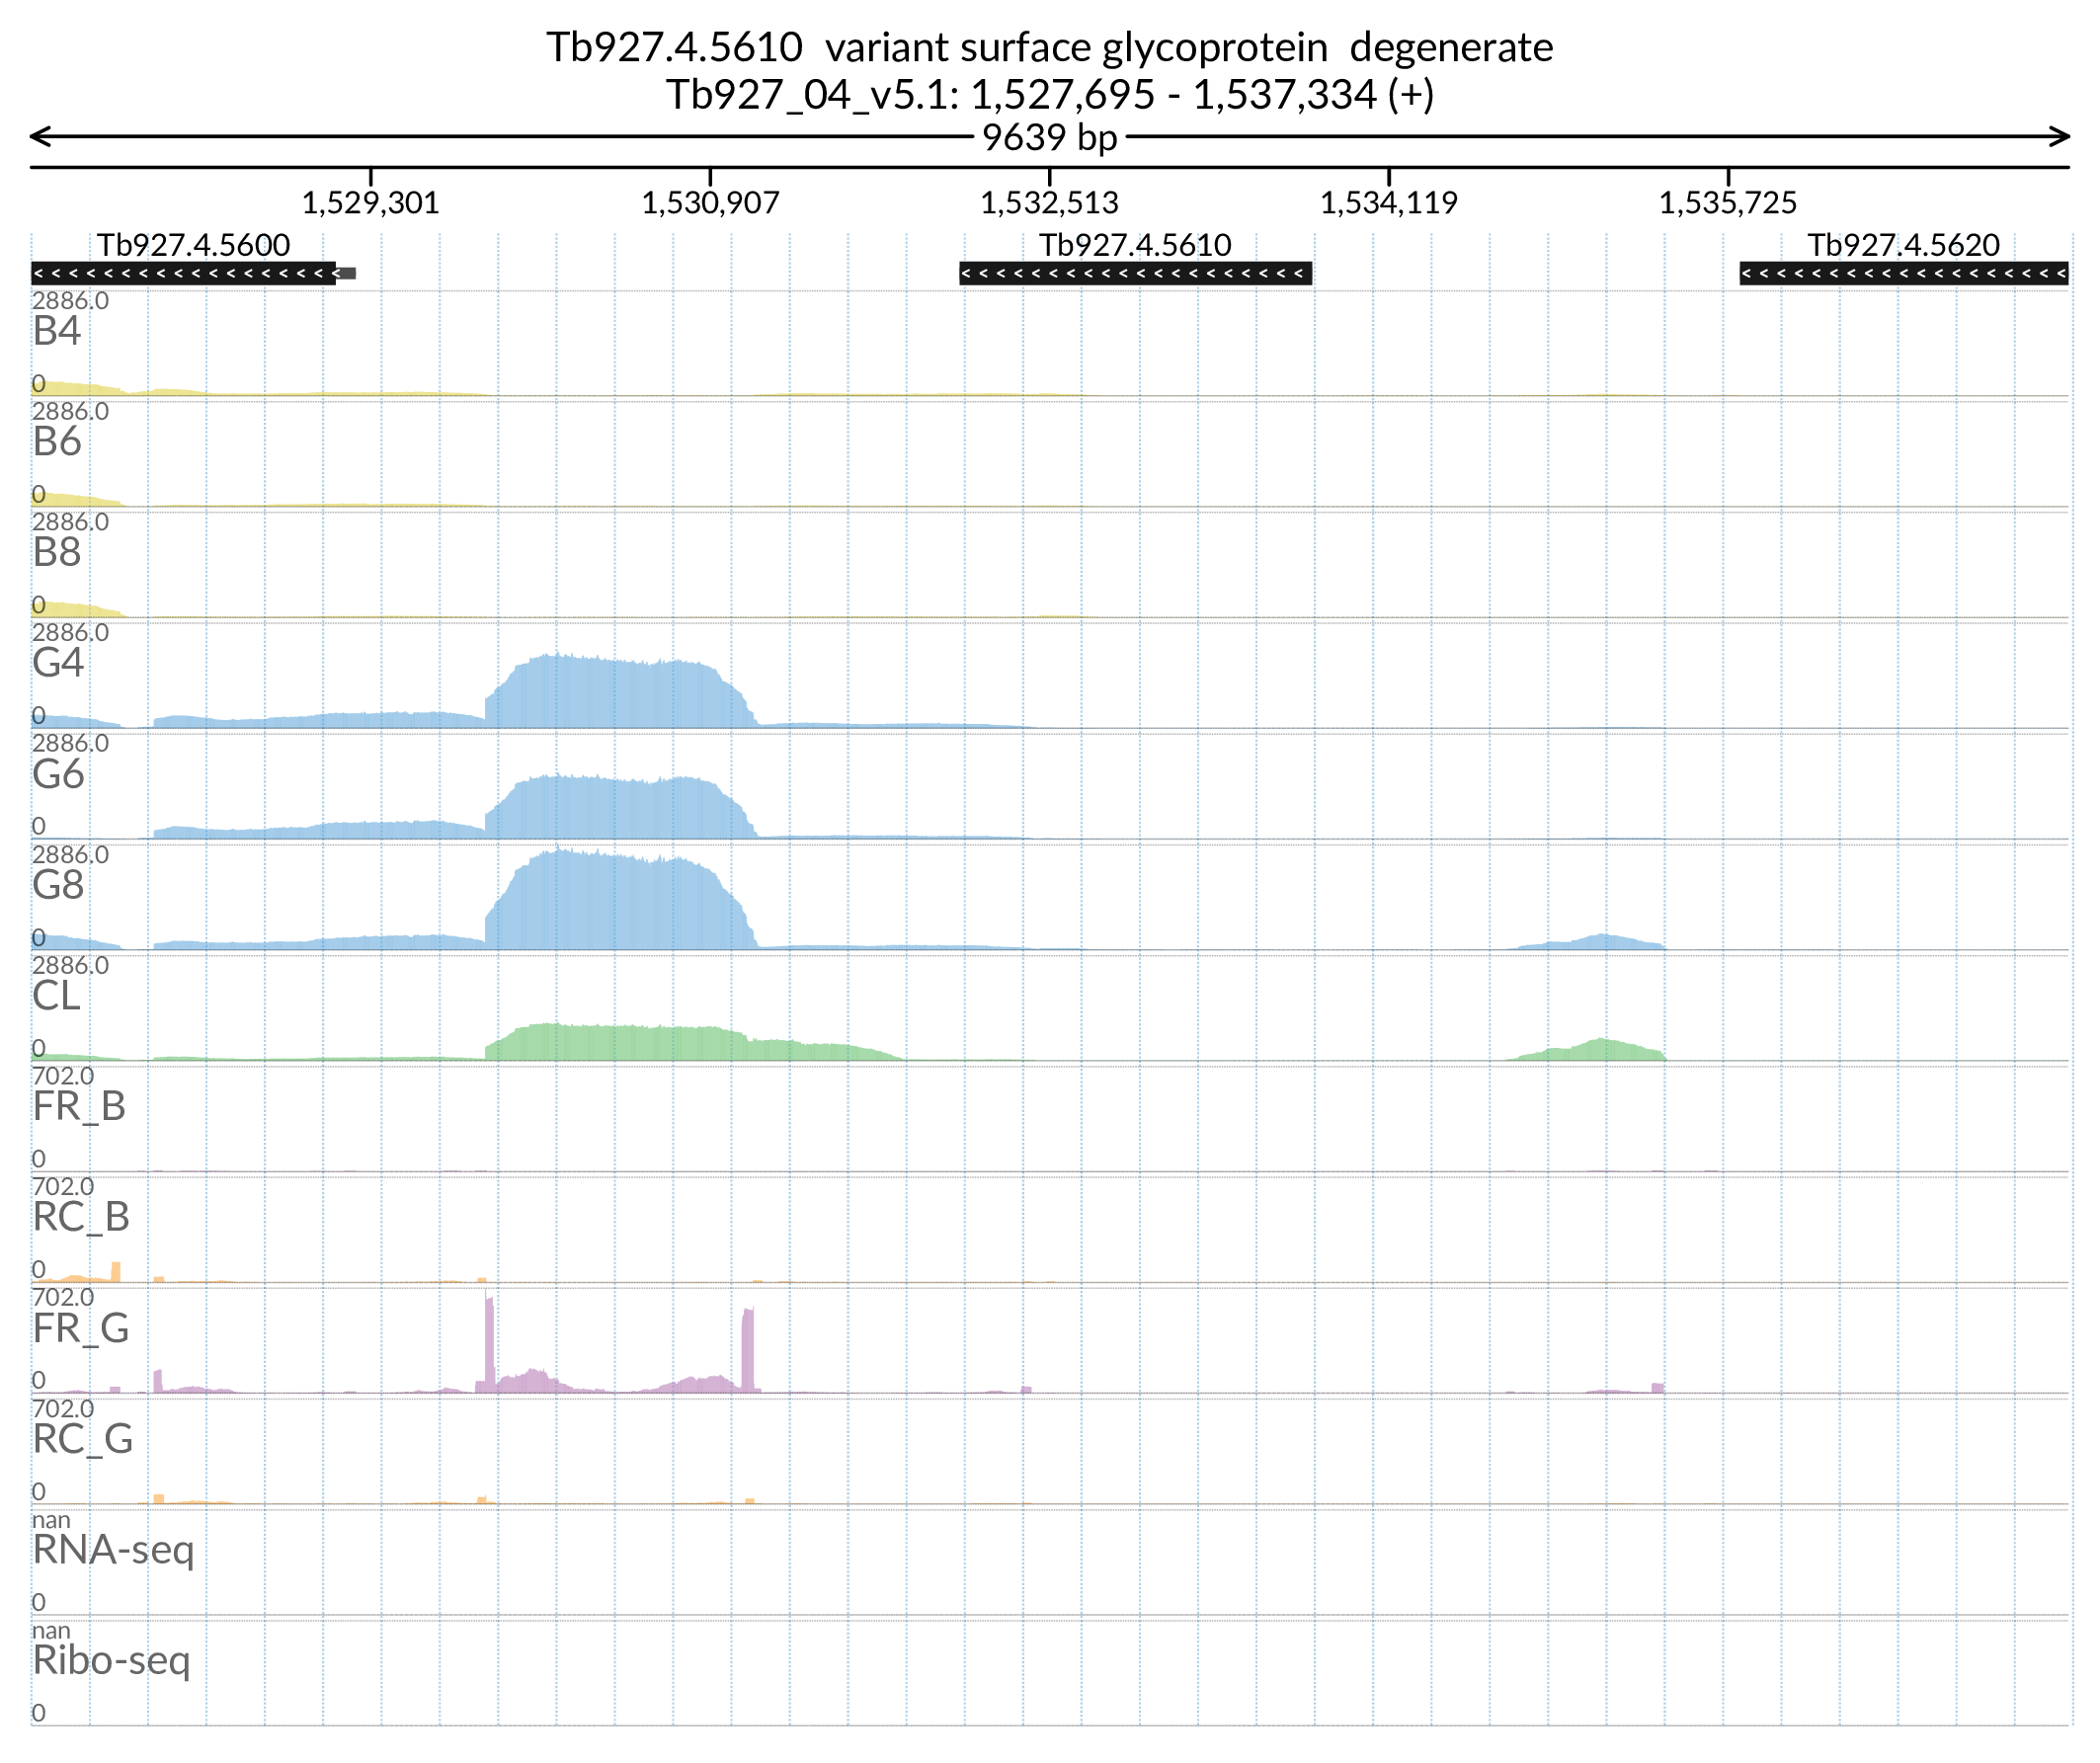 Tb927.4.5610  variant surface glycoprotein  degenerate
Tb927_04_v5.1: 1,527,695 - 1,537,334 (+)
9639 bp
1,529,301 1,530,907 1,532,513 1,534,119 1,535,725
Tb927.4.5600 Tb927.4.5610 Tb927.4.5620
2886.0
B4
0
2886.0
B6
0
2886.0
B8
0
2886.0
G4
0
2886.0
G6
0
2886.0
G8
0
2886.0
CL
0
702.0
FR_B
0
702.0
RC_B
0
702.0
FR_G
0
702.0
RC_G
0
nan
RNA-seq
0
nan
Ribo-seq
0